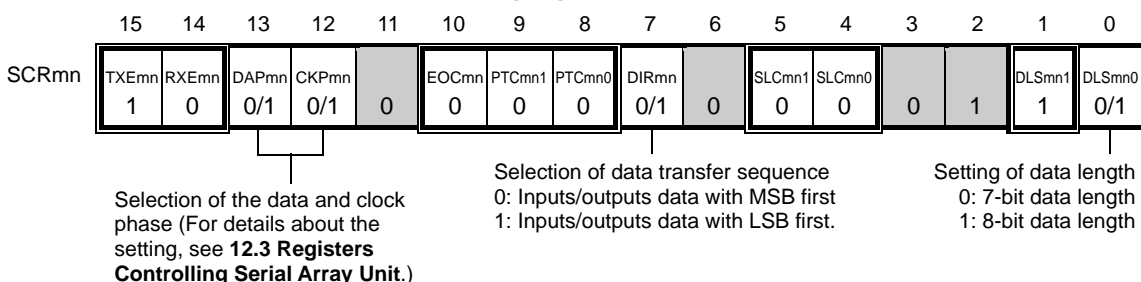 15 14 13 12 11 10 9 8 7 6 5 4 3 2 1 0
SCRmn
TXEmn RXEmn DAPmn CKPmn EOCmn PTCmn1 PTCmn0 DIRmn SLCmn1 SLCmn0 DLSmn1 DLSmn0
1 0 0/1 0/1 0 0 0 0 0/1 0 0 0 0 1 1 0/1
Selection of the data and clock
phase (For details about the
setting, see 12.3 Registers
Controlling Serial Array Unit.)
Selection of data transfer sequence
0: Inputs/outputs data with MSB first
1: Inputs/outputs data with LSB first.
Setting of data length
0: 7-bit data length
1: 8-bit data length